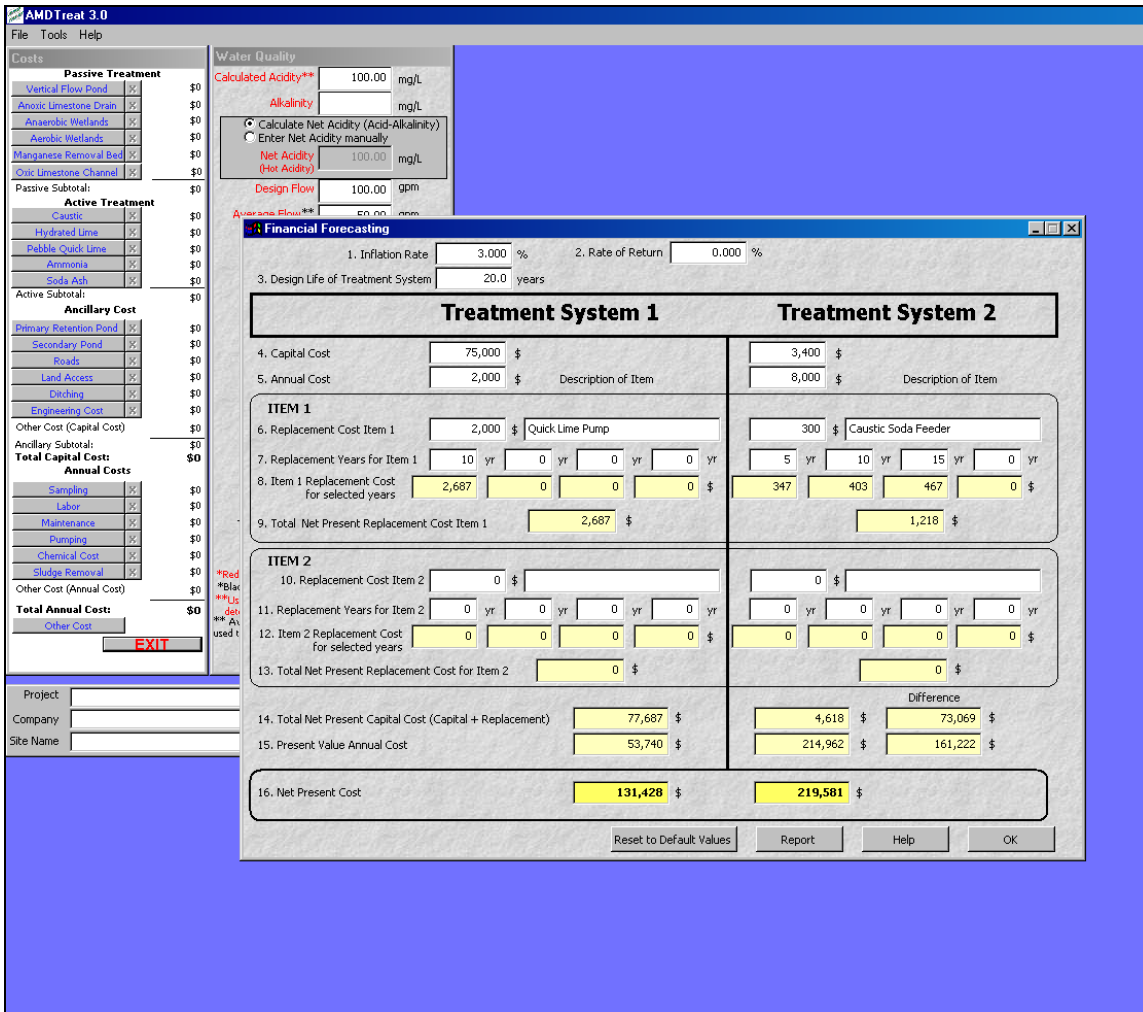 AMDTreat 3.0
File Tools Help
Costs
Passive Treatment
Vertical Flow Pond X $0
Anoxic Limestone Drain X $0
Anaerobic Wetlands X $0
Aerobic Wetlands X $0
Manganese Removal Bed X $0
Oxic Limestone Channel X $0
Passive Subtotal: $0
Active Treatment
Caustic X $0
Hydrated Lime X $0
Pebble Quick Lime X $0
Ammonia X $0
Soda Ash X $0
Active Subtotal: $0
Ancillary Cost
Primary Retention Pond X $0
Secondary Pond X $0
Roads X $0
Land Access X $0
Ditching X $0
Engineering Cost X $0
Other Cost (Capital Cost) $0
Ancillary Subtotal: $0
Total Capital Cost: $0
Annual Costs
Sampling X $0
Labor X $0
Maintenance X $0
Pumping X $0
Chemical Cost X $0
Sludge Removal X $0
Other Cost (Annual Cost) $0
Total Annual Cost: $0
Other Cost
EXIT
Water Quality
Calculated Acidity** 100.00 mg/L
Alkalinity mg/L
Calculate Net Acidity (Acid-Alkalinity)
Enter Net Acidity manually
Net Acidity (Hot Acidity) 100.00 mg/L
Design Flow 100.00 gpm
Average Flow** 50.00 gpm
*Red
*Blac
**Us
dete
** Av
used t
Project
Company
Site Name
Financial Forecasting
1. Inflation Rate 3.000 % 2. Rate of Return 0.000 %
3. Design Life of Treatment System 20.0 years
Treatment System 1 Treatment System 2
4. Capital Cost 75,000 $ 3,400 $
5. Annual Cost 2,000 $ Description of Item 8,000 $ Description of Item
ITEM 1
6. Replacement Cost Item 1 2,000 $ Quick Lime Pump 300 $ Caustic Soda Feeder
7. Replacement Years for Item 1 10 yr 0 yr 0 yr 0 yr 5 yr 10 yr 15 yr 0 yr
8. Item 1 Replacement Cost for selected years 2,687 0 0 0 $ 347 403 467 0 $
9. Total Net Present Replacement Cost Item 1 2,687 $ 1,218 $
ITEM 2
10. Replacement Cost Item 2 0 $ 0 $
11. Replacement Years for Item 2 0 yr 0 yr 0 yr 0 yr 0 yr 0 yr 0 yr 0 yr
12. Item 2 Replacement Cost for selected years 0 0 0 0 $ 0 0 0 0 $
13. Total Net Present Replacement Cost for Item 2 0 $ 0 $
Difference
14. Total Net Present Capital Cost (Capital + Replacement) 77,687 $ 4,618 $ 73,069 $
15. Present Value Annual Cost 53,740 $ 214,962 $ 161,222 $
16. Net Present Cost 131,428 $ 219,581 $
Reset to Default Values Report Help OK